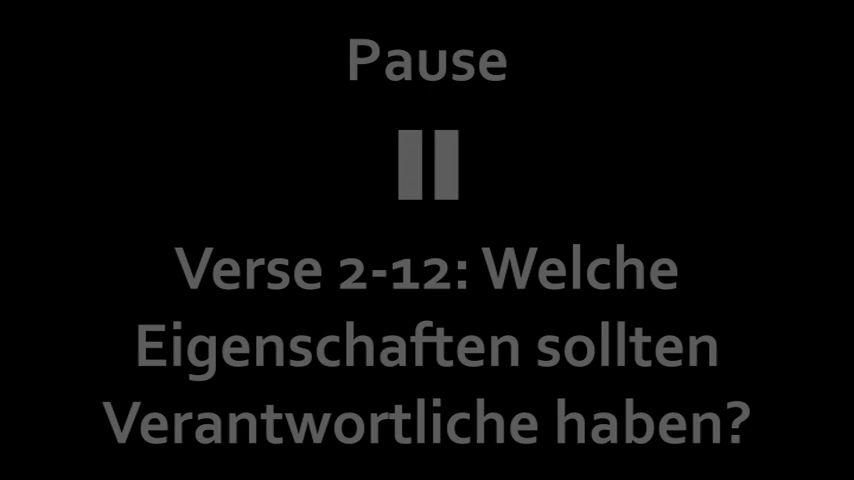 Pause
Verse 2-12: Welche
Eigenschaften sollten
Verantwortliche haben?